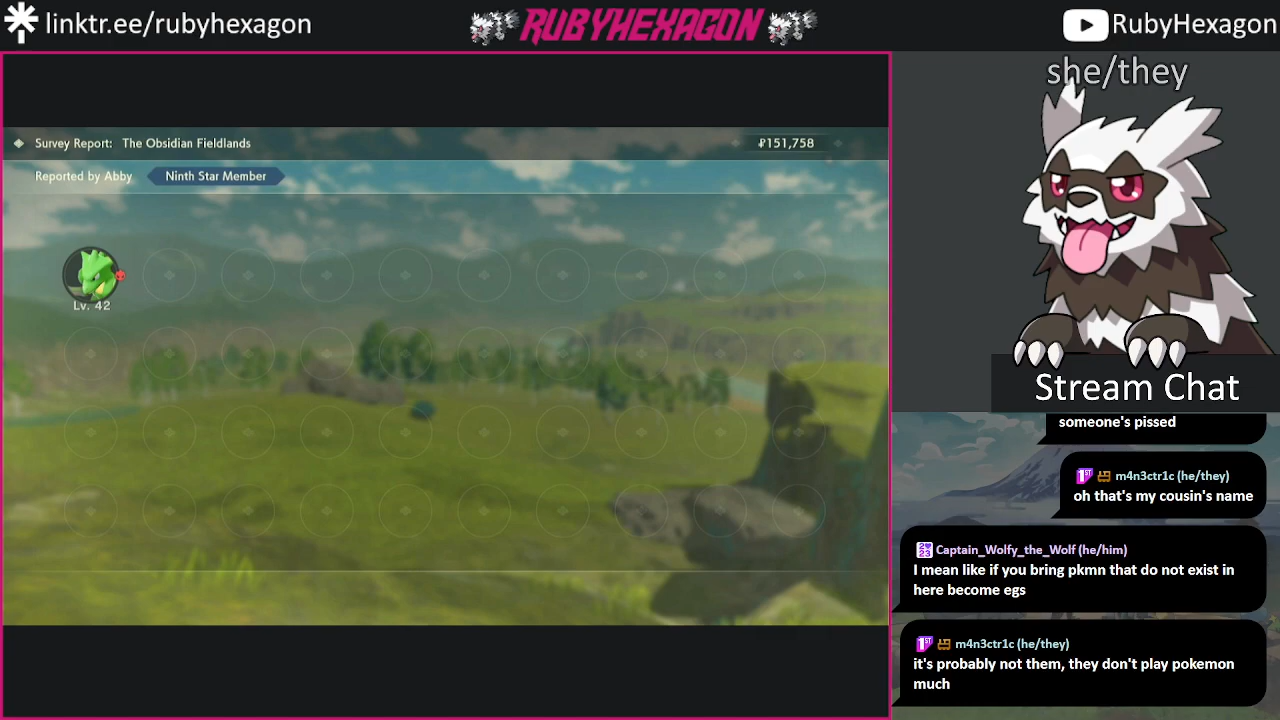 linktr.ee/rubyhexagon
RUBYHEXAGON
RubyHexagon
she/they
Survey Report: The Obsidian Fieldlands
₽151,758
Reported by Abby
Ninth Star Member
Lv. 42
Stream Chat
someone's pissed
1ST m4n3ctr1c (he/they)
oh that's my cousin's name
Captain_Wolfy_the_Wolf (he/him)
I mean like if you bring pkmn that do not exist in
here become egs
1ST m4n3ctr1c (he/they)
it's probably not them, they don't play pokemon
much